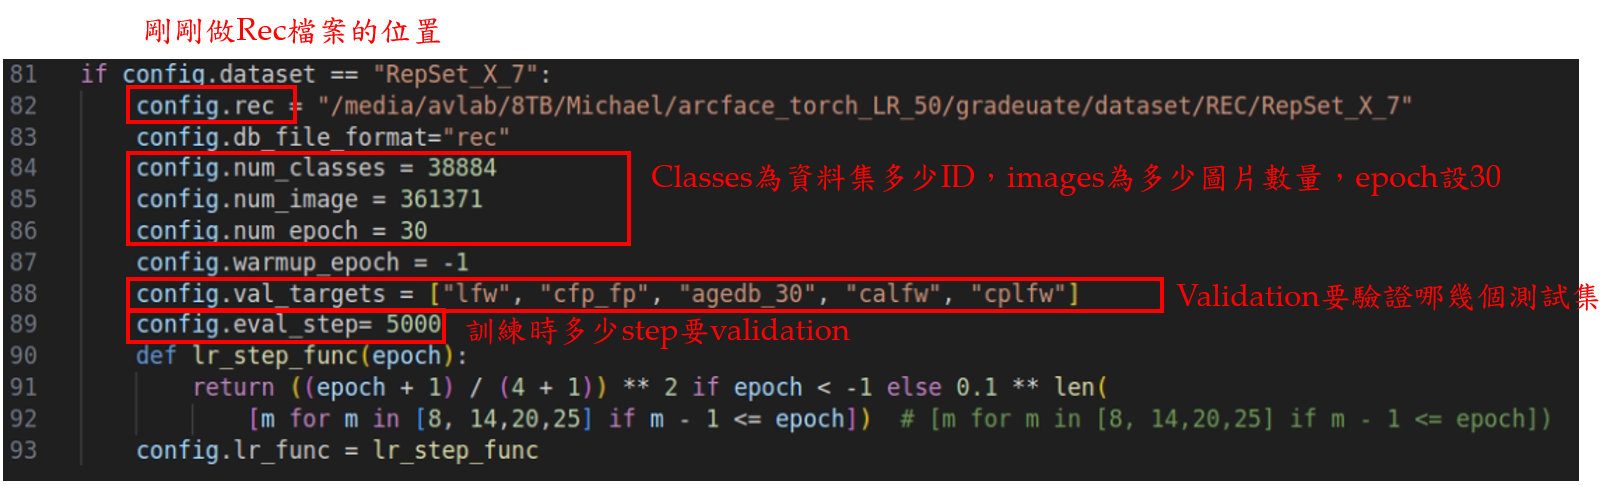 剛剛做Rec檔案的位置
81 if config.dataset == "RepSet_X_7":
82 config.rec = "/media/avlab/8TB/Michael/arcface_torch_LR_50/gradeuate/dataset/REC/RepSet_X_7"
83 config.db_file_format="rec"
84 config.num_classes = 38884
Classes為資料集多少ID，images為多少圖片數量，epoch設30
85 config.num_image = 361371
86 config.num_epoch = 30
87 config.warmup_epoch = -1
88 config.val_targets = ["lfw", "cfp_fp", "agedb_30", "calfw", "cplfw"]
Validation要驗證哪幾個測試集
89 config.eval_step= 5000
訓練時多少step要validation
90 def lr_step_func(epoch):
91 return ((epoch + 1) / (4 + 1)) ** 2 if epoch < -1 else 0.1 ** len(
92 [m for m in [8, 14,20,25] if m - 1 <= epoch]) # [m for m in [8, 14,20,25] if m - 1 <= epoch])
93 config.lr_func = lr_step_func